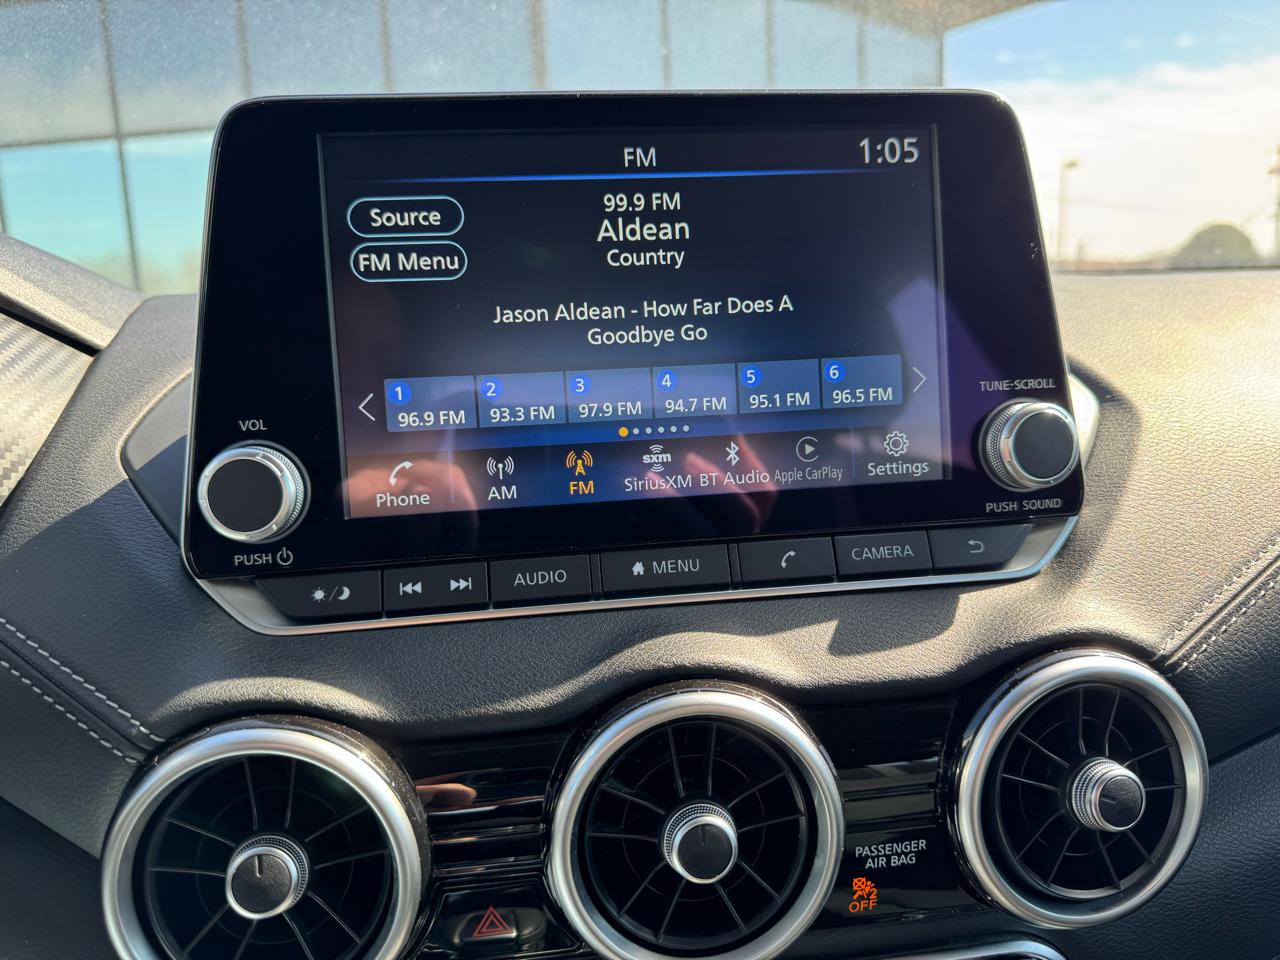 FM
1:05
Source
FM Menu
99.9 FM
Aldean
Country
Jason Aldean - How Far Does A
Goodbye Go
1 2 3 4 5 6
96.9 FM 93.3 FM 97.9 FM 94.7 FM 95.1 FM 96.5 FM
Phone
AM
FM
sxm
SiriusXM
BT Audio
Apple CarPlay
Settings
VOL
PUSH
TUNE·SCROLL
PUSH SOUND
AUDIO
MENU
CAMERA
PASSENGER
AIR BAG
2
OFF